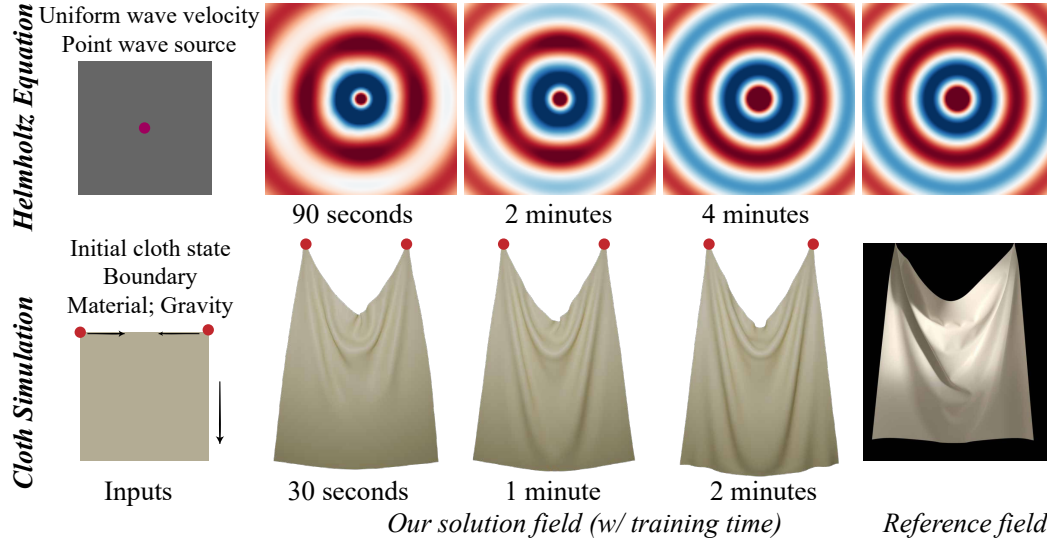 Helmholtz Equation
Uniform wave velocity
Point wave source
90 seconds
2 minutes
4 minutes
Cloth Simulation
Initial cloth state
Boundary
Material; Gravity
Inputs
30 seconds
1 minute
2 minutes
Our solution field (w/ training time)
Reference field